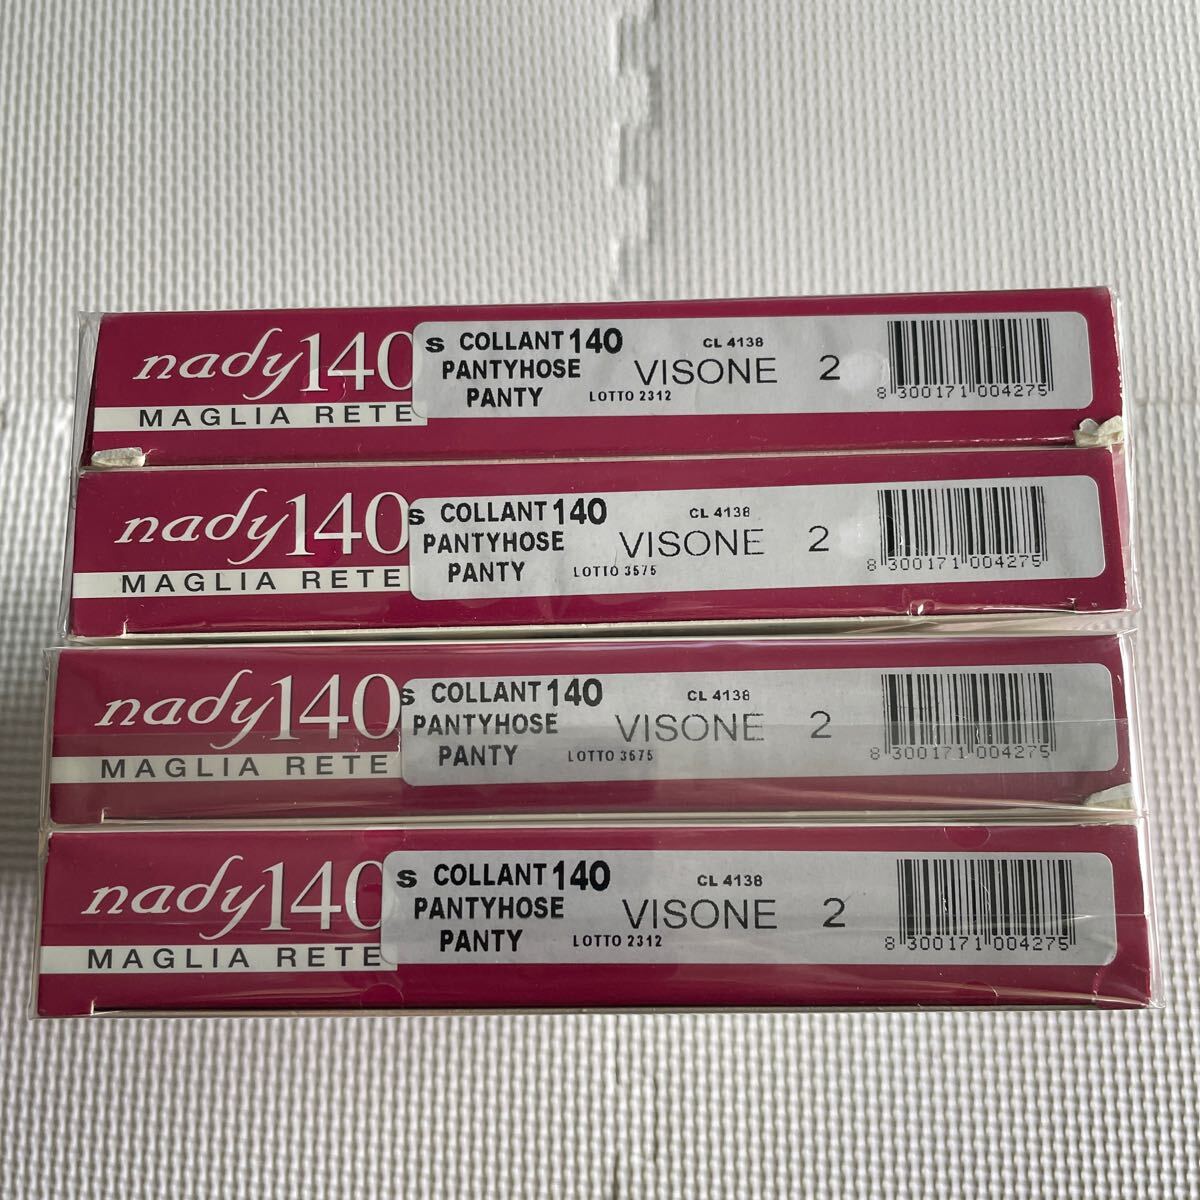 nady140
MAGLIA RETE
S COLLANT 140
PANTYHOSE
PANTY
CL 4138
VISONE 2
LOTTO 2312
8 300171 004275
nady140
MAGLIA RETE
S COLLANT 140
PANTYHOSE
PANTY
CL 4138
VISONE 2
LOTTO 3575
8 300171 004275
nady140
MAGLIA RETE
S COLLANT 140
PANTYHOSE
PANTY
CL 4138
VISONE 2
LOTTO 3575
8 300171 004275
nady140
MAGLIA RETE
S COLLANT 140
PANTYHOSE
PANTY
CL 4138
VISONE 2
LOTTO 2312
8 300171 004275